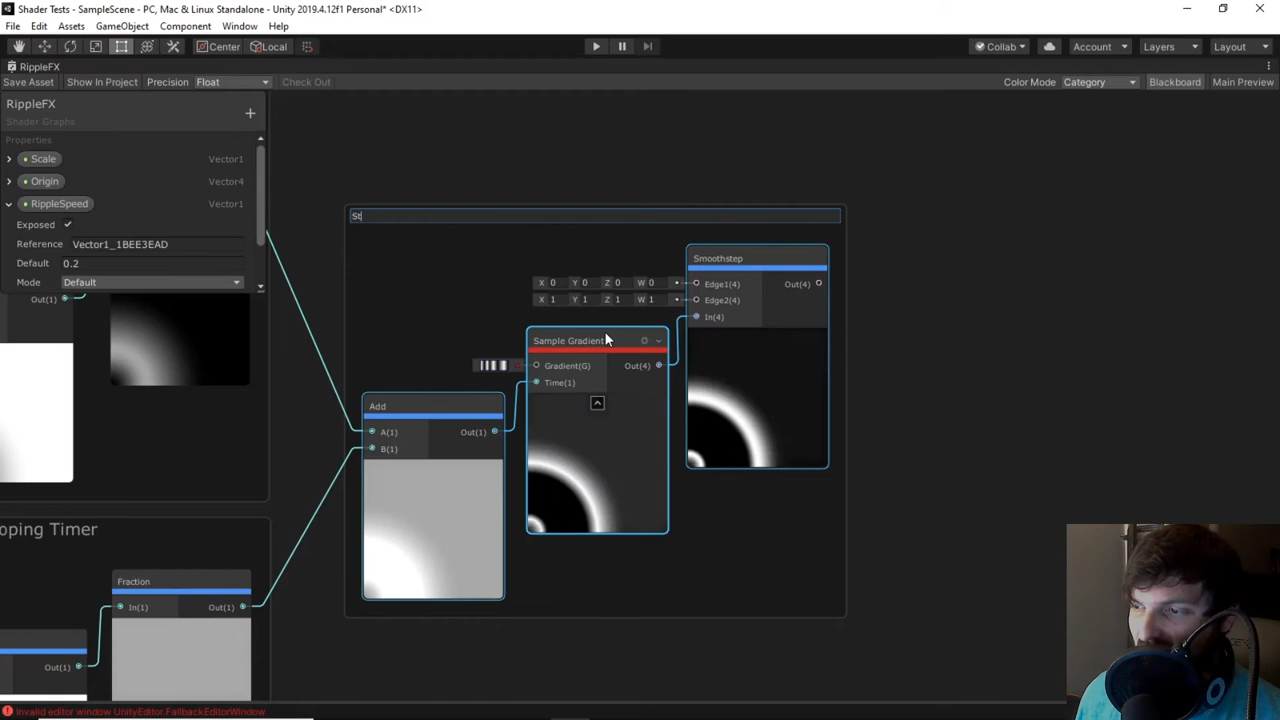 Shader Tests - SampleScene - PC, Mac & Linux Standalone - Unity 2019.4.12f1 Personal* <DX11>
File Edit Assets GameObject Component Window Help
Center Local Collab Account Layers Layout
RippleFX
Save Asset Show In Project Precision Float Check Out Color Mode Category Blackboard Main Preview
RippleFX
Shader Graphs
Properties
Scale Vector1
Origin Vector4
RippleSpeed Vector1
Exposed
Reference Vector1_1BEE3EAD
Default 0.2
Mode Default
Out(1)
St
Smoothstep
X 0 Y 0 Z 0 W 0 Edge1(4) Out(4)
X 1 Y 1 Z 1 W 1 Edge2(4)
In(4)
Sample Gradient
Gradient(G) Out(4)
Time(1)
Add
A(1) Out(1)
B(1)
oping Timer
Fraction
In(1) Out(1)
Out(1)
Invalid editor window UnityEditor.FallbackEditorWindow